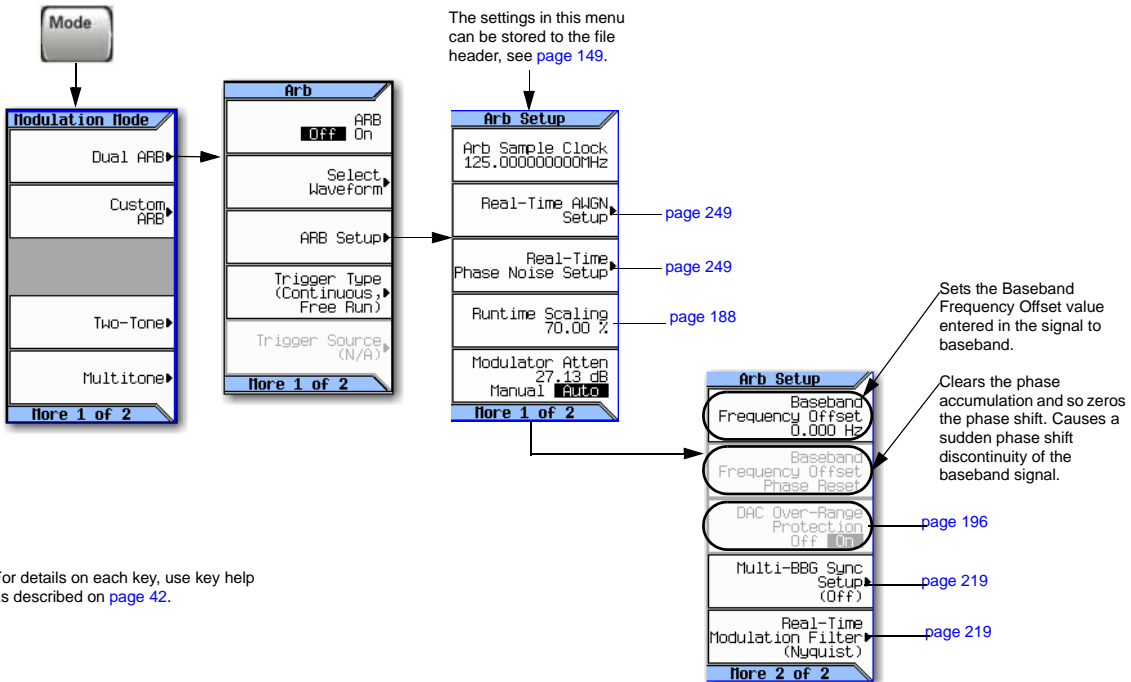 Mode
The settings in this menu
can be stored to the file
header, see page 149.
Modulation Mode
Dual ARB
Custom
ARB
Two-Tone
Multitone
More 1 of 2
Arb
ARB
Off On
Select
Waveform
ARB Setup
Trigger Type
(Continuous,
Free Run)
Trigger Source
(N/A)
More 1 of 2
Arb Setup
Arb Sample Clock
125.000000000MHz
Real-Time AWGN
Setup
page 249
Real-Time
Phase Noise Setup
page 249
Runtime Scaling
70.00 %
page 188
Modulator Atten
27.13 dB
Manual Auto
More 1 of 2
Sets the Baseband
Frequency Offset value
entered in the signal to
baseband.
Clears the phase
accumulation and so zeros
the phase shift. Causes a
sudden phase shift
discontinuity of the
baseband signal.
Arb Setup
Baseband
Frequency Offset
0.000 Hz
Baseband
Frequency Offset
Phase Reset
DAC Over-Range
Protection
Off On
page 196
Multi-BBG Sync
Setup
(Off)
page 219
Real-Time
Modulation Filter
(Nyquist)
page 219
More 2 of 2
For details on each key, use key help
as described on page 42.